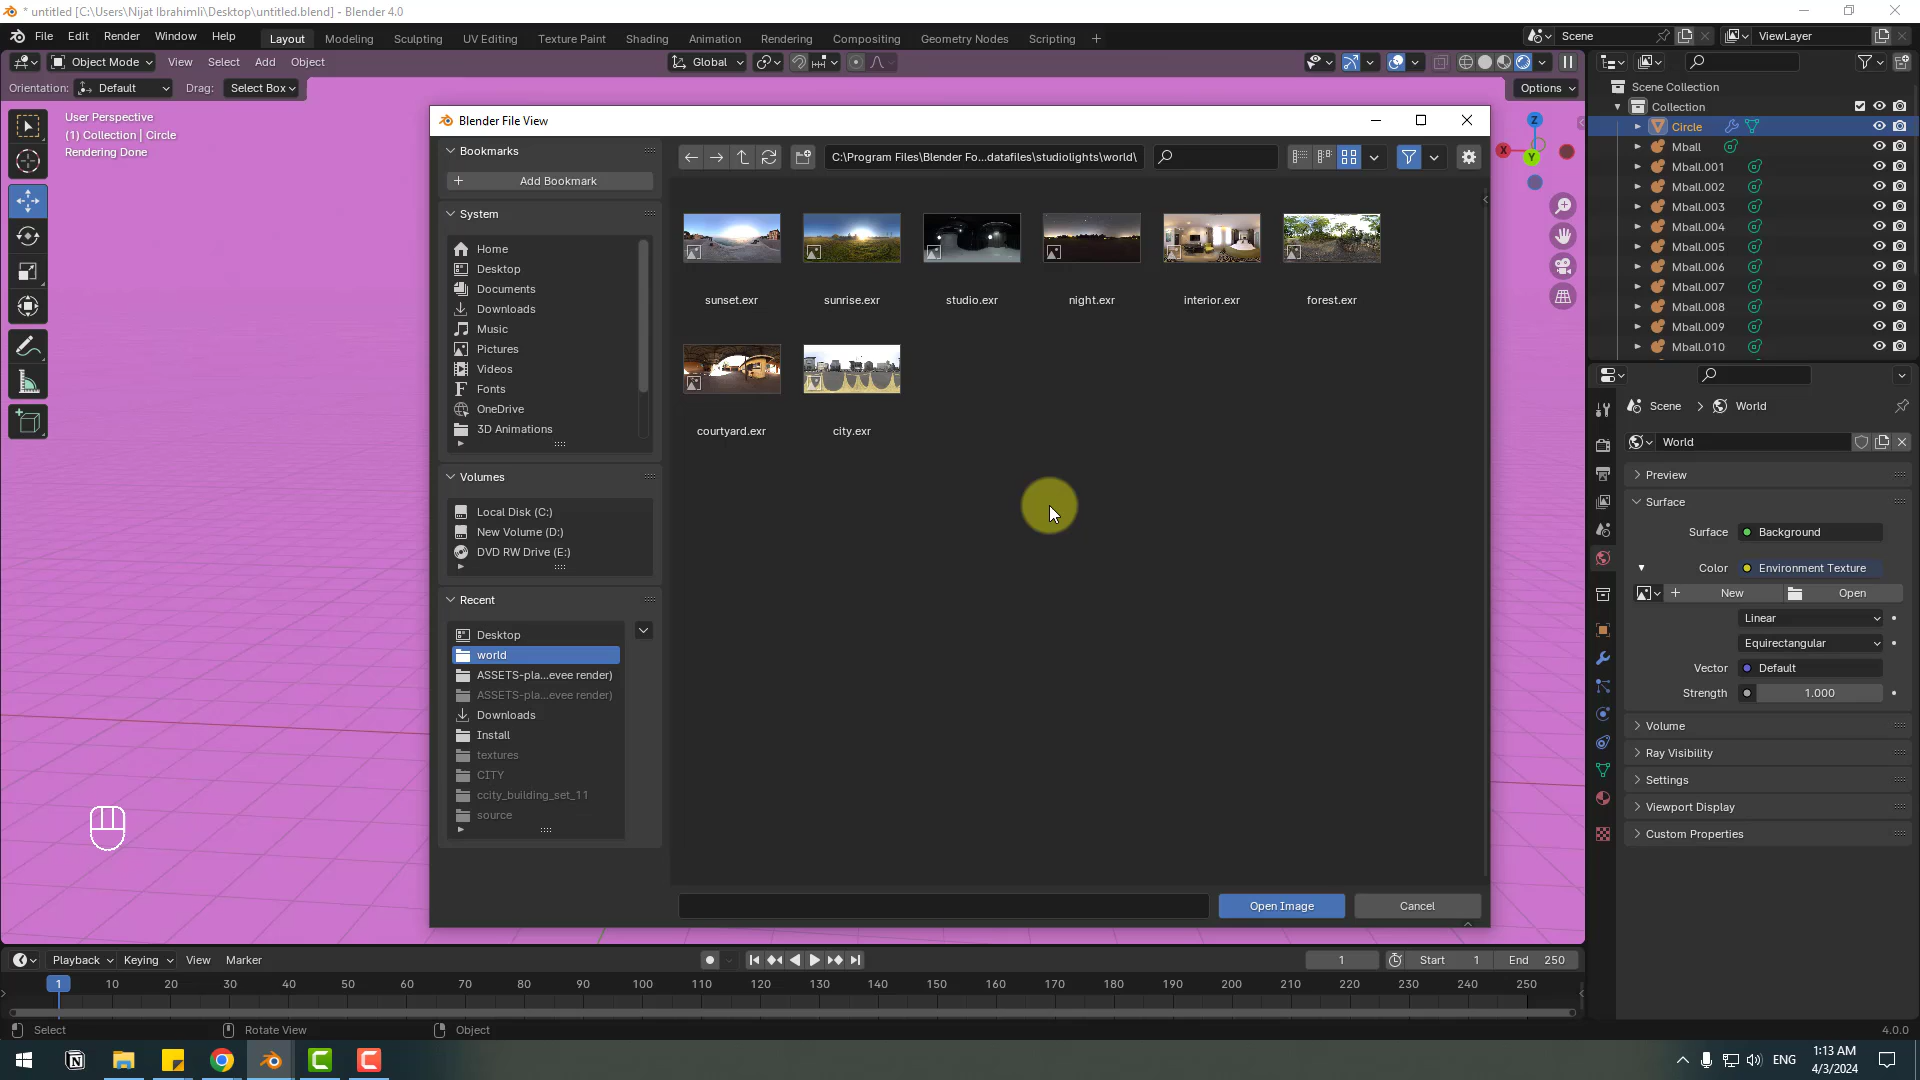 * untitled [C:\Users\Nijat Ibrahimli\Desktop\untitled.blend] - Blender 4.0
File Edit Render Window Help
Layout Modeling Sculpting UV Editing Texture Paint Shading Animation Rendering Compositing Geometry Nodes Scripting +
Scene
ViewLayer
Object Mode View Select Add Object
Global
Orientation: Default Drag: Select Box
Options
User Perspective
(1) Collection | Circle
Rendering Done
Z
X
Y
Blender File View
Bookmarks
Add Bookmark
System
Home
Desktop
Documents
Downloads
Music
Pictures
Videos
Fonts
OneDrive
3D Animations
Volumes
Local Disk (C:)
New Volume (D:)
DVD RW Drive (E:)
Recent
Desktop
world
ASSETS-pla...evee render)
ASSETS-pla...evee render)
Downloads
Install
textures
CITY
ccity_building_set_11
source
C:\Program Files\Blender Fo...datafiles\studiolights\world\
sunset.exr sunrise.exr studio.exr night.exr interior.exr forest.exr
courtyard.exr city.exr
Open Image
Cancel
Scene Collection
Collection
Circle
Mball
Mball.001
Mball.002
Mball.003
Mball.004
Mball.005
Mball.006
Mball.007
Mball.008
Mball.009
Mball.010
Scene > World
World
Preview
Surface
Surface Background
Color Environment Texture
New Open
Linear
Equirectangular
Vector Default
Strength 1.000
Volume
Ray Visibility
Settings
Viewport Display
Custom Properties
Playback Keying View Marker
1 Start 1 End 250
1 10 20 30 40 50 60 70 80 90 100 110 120 130 140 150 160 170 180 190 200 210 220 230 240 250
Select Rotate View Object
4.0.0
ENG
1:13 AM
4/3/2024